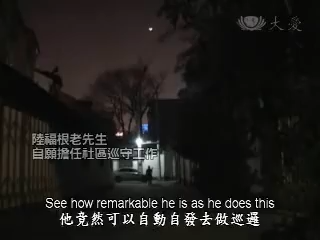 大愛
陸福根老先生
自願擔任社區巡守工作
See how remarkable he is as he does this
他竟然可以自動自發去做巡邏